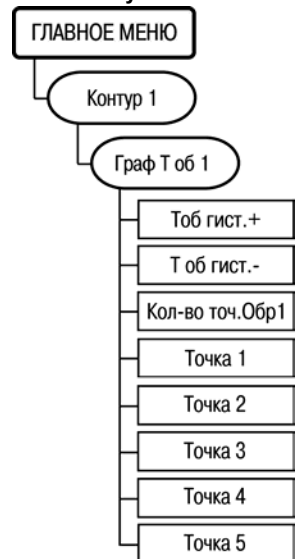 ГЛАВНОЕ МЕНЮ
Контур 1
Граф Т об 1
Тоб гист.+
Т об гист.-
Кол-во точ.Обр1
Точка 1
Точка 2
Точка 3
Точка 4
Точка 5